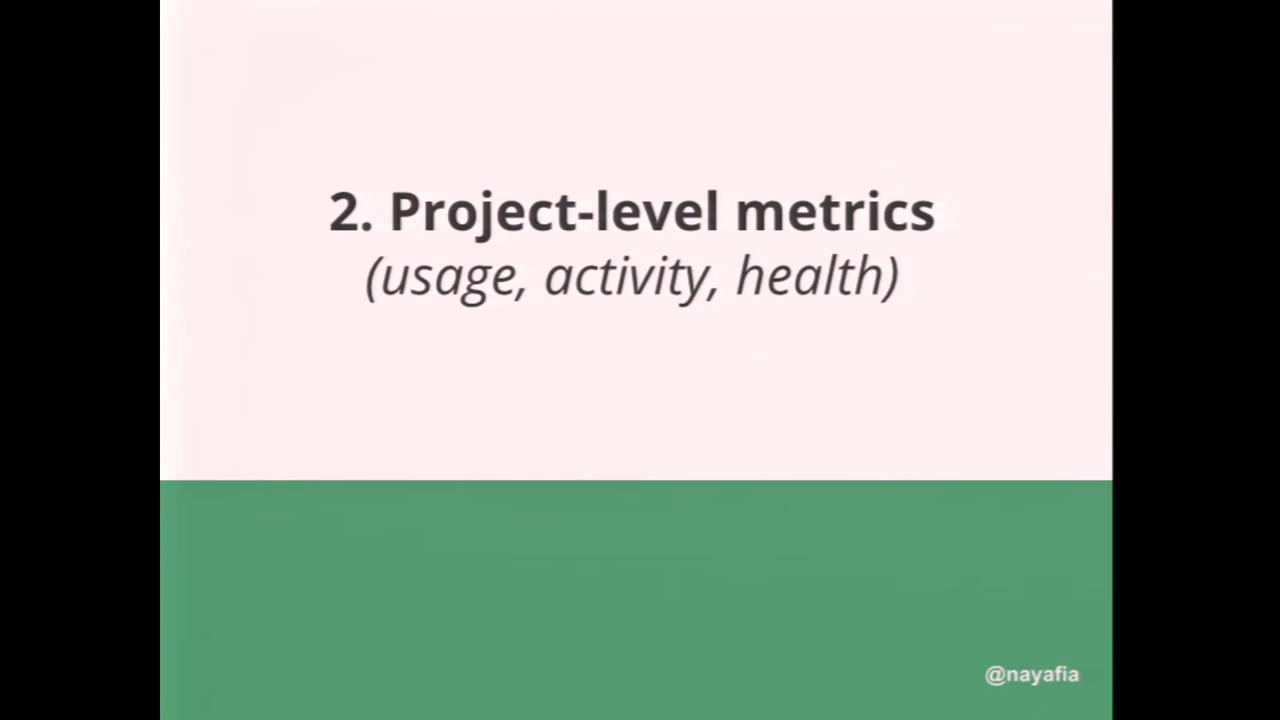 2. Project-level metrics
(usage, activity, health)
@nayafia